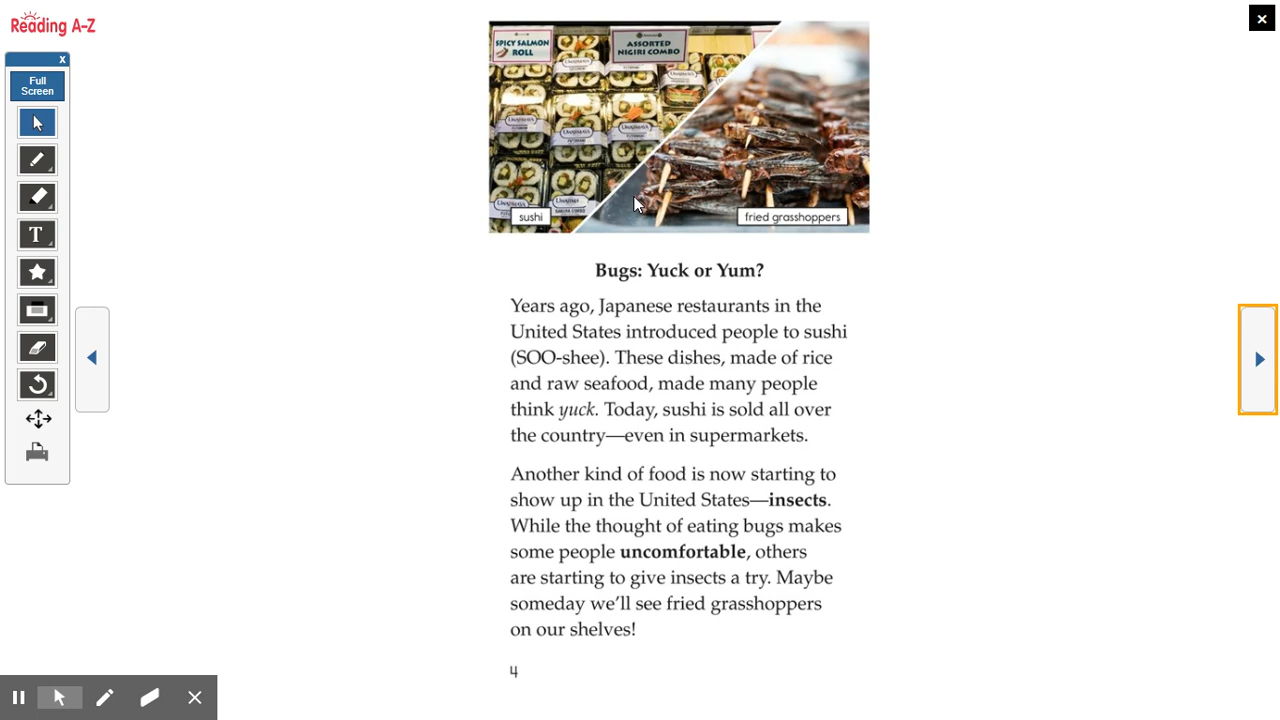 Reading A-Z
x
Full
Screen
T
SPICY SALMON
ROLL
ASSORTED
NIGIRI COMBO
sushi
fried grasshoppers
Bugs: Yuck or Yum?
Years ago, Japanese restaurants in the
United States introduced people to sushi
(SOO-shee). These dishes, made of rice
and raw seafood, made many people
think yuck. Today, sushi is sold all over
the country—even in supermarkets.
Another kind of food is now starting to
show up in the United States—insects.
While the thought of eating bugs makes
some people uncomfortable, others
are starting to give insects a try. Maybe
someday we'll see fried grasshoppers
on our shelves!
4